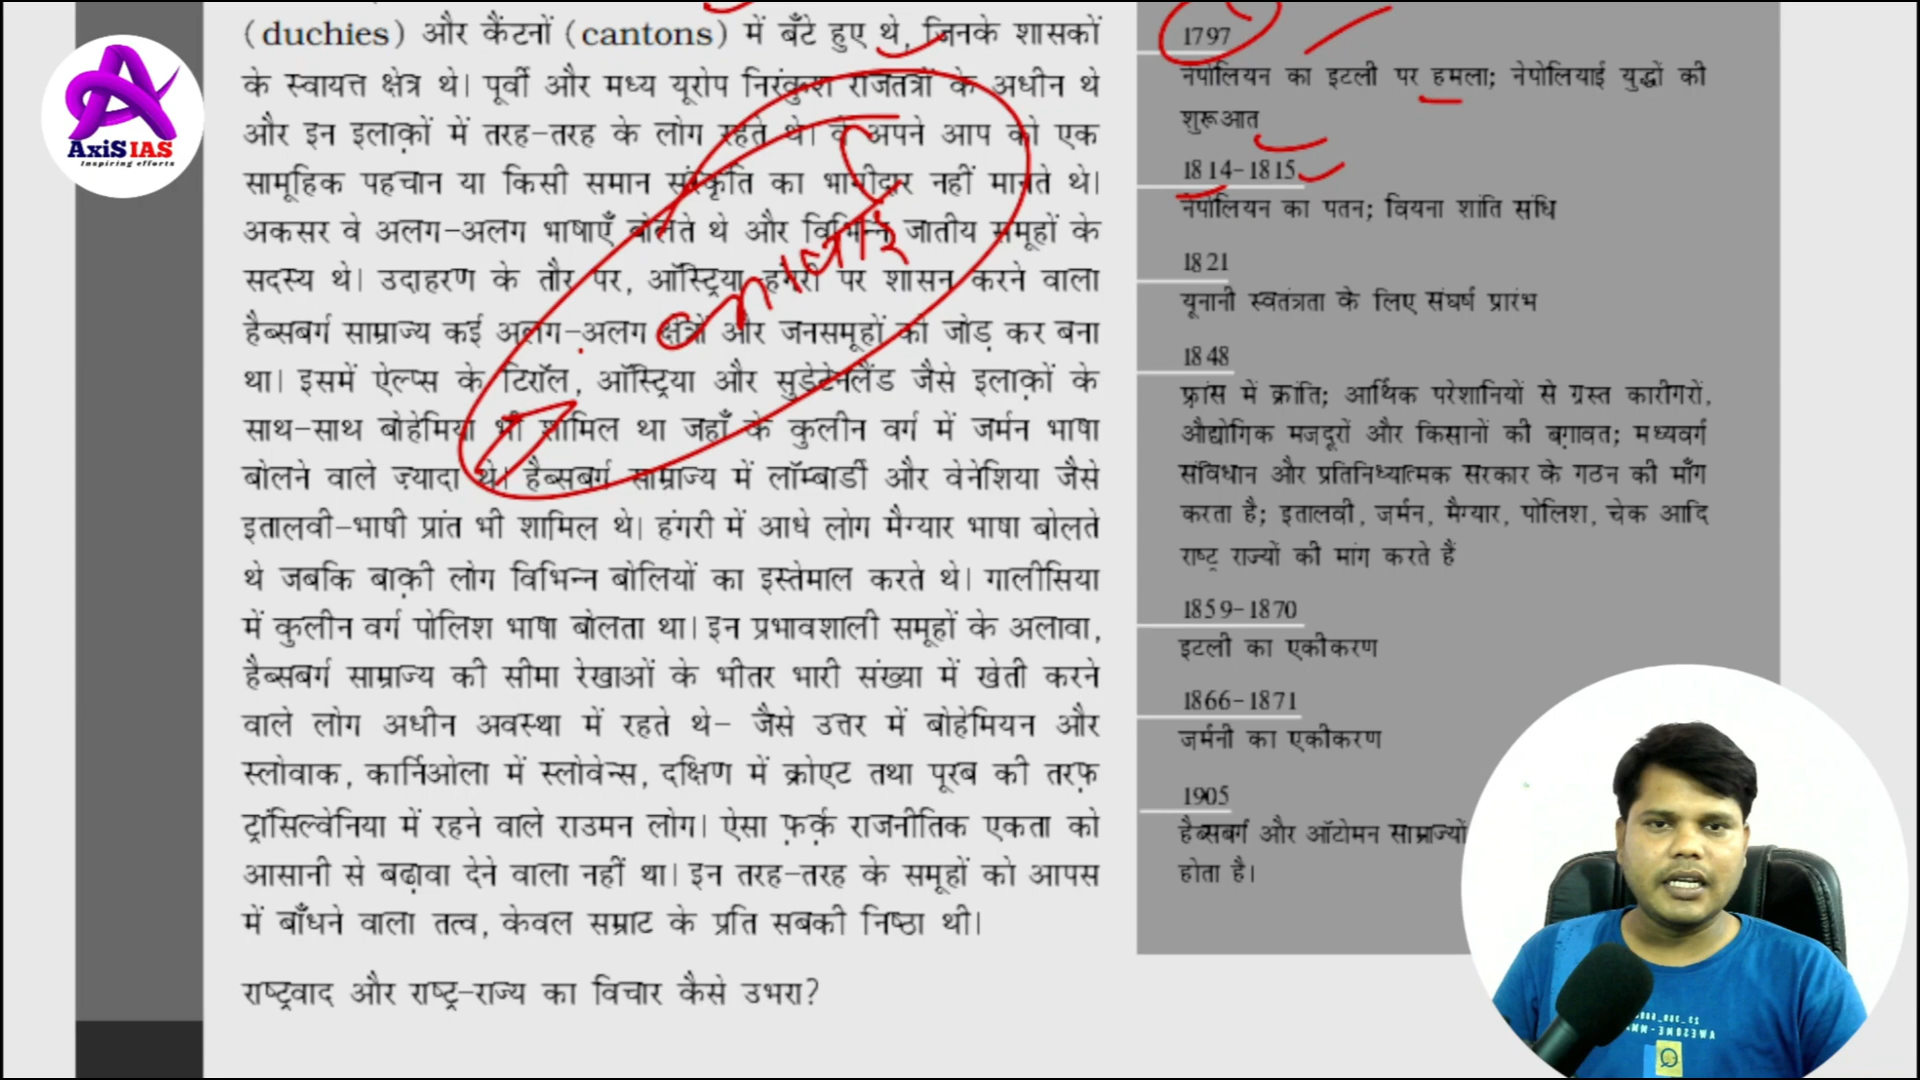 AxiS IAS
Inspiring efforts
(duchies) और कैंटनों (cantons) में बँटे हुए थे, जिनके शासकों
के स्वायत्त क्षेत्र थे। पूर्वी और मध्य यूरोप निरंकुश राजतंत्रों के अधीन थे
और इन इलाक़ों में तरह-तरह के लोग रहते थे। वे अपने आप को एक
सामूहिक पहचान या किसी समान संस्कृति का भागीदार नहीं मानते थे।
अकसर वे अलग-अलग भाषाएँ बोलते थे और विभिन्न जातीय समूहों के
सदस्य थे। उदाहरण के तौर पर, ऑस्ट्रिया-हंगरी पर शासन करने वाला
हैब्सबर्ग साम्राज्य कई अलग-अलग क्षेत्रों और जनसमूहों को जोड़ कर बना
था। इसमें ऐल्प्स के टिरॉल, ऑस्ट्रिया और सुडेटेनलैंड जैसे इलाक़ों के
साथ-साथ बोहेमिया भी शामिल था जहाँ के कुलीन वर्ग में जर्मन भाषा
बोलने वाले ज़्यादा थे। हैब्सबर्ग साम्राज्य में लॉम्बार्डी और वेनेशिया जैसे
इतालवी-भाषी प्रांत भी शामिल थे। हंगरी में आधे लोग मैग्यार भाषा बोलते
थे जबकि बाक़ी लोग विभिन्न बोलियों का इस्तेमाल करते थे। गालीसिया
में कुलीन वर्ग पोलिश भाषा बोलता था। इन प्रभावशाली समूहों के अलावा,
हैब्सबर्ग साम्राज्य की सीमा रेखाओं के भीतर भारी संख्या में खेती करने
वाले लोग अधीन अवस्था में रहते थे- जैसे उत्तर में बोहेमियन और
स्लोवाक, कार्निओला में स्लोवेन्स, दक्षिण में क्रोएट तथा पूरब की तरफ़
ट्रांसिल्वेनिया में रहने वाले राउमन लोग। ऐसा फ़र्क़ राजनीतिक एकता को
आसानी से बढ़ावा देने वाला नहीं था। इन तरह-तरह के समूहों को आपस
में बाँधने वाला तत्व, केवल सम्राट के प्रति सबकी निष्ठा थी।
राष्ट्रवाद और राष्ट्र-राज्य का विचार कैसे उभरा?
1797
नेपोलियन का इटली पर हमला; नेपोलियाई युद्धों की
शुरूआत
1814-1815
नेपोलियन का पतन; वियना शांति संधि
1821
यूनानी स्वतंत्रता के लिए संघर्ष प्रारंभ
1848
फ़्रांस में क्रांति; आर्थिक परेशानियों से ग्रस्त कारीगरों,
औद्योगिक मज़दूरों और किसानों की बग़ावत; मध्यवर्ग
संविधान और प्रतिनिध्यात्मक सरकार के गठन की माँग
करता है; इतालवी, जर्मन, मैग्यार, पोलिश, चेक आदि
राष्ट्र राज्यों की मांग करते हैं
1859-1870
इटली का एकीकरण
1866-1871
जर्मनी का एकीकरण
1905
हैब्सबर्ग और ऑटोमन साम्राज्यों
होता है।